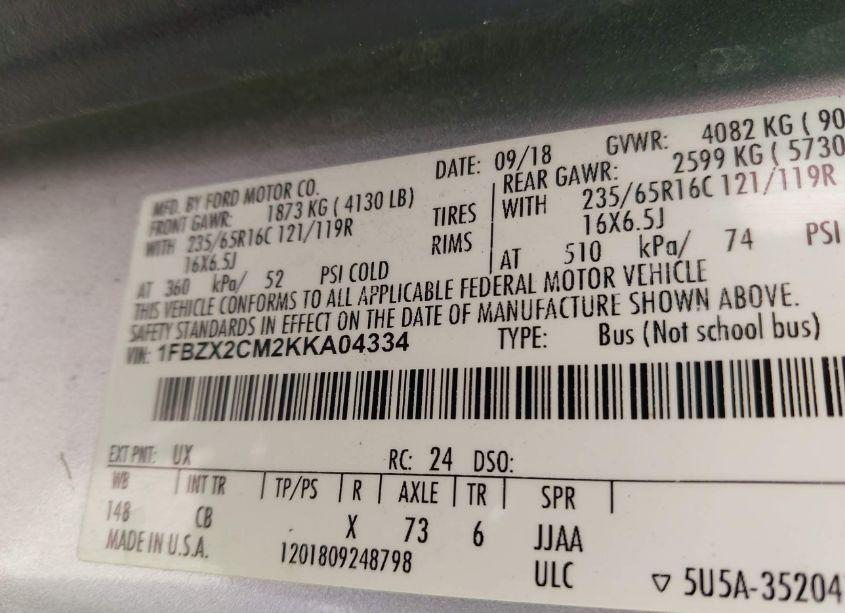 MFD. BY FORD MOTOR CO. DATE: 09/18 GVWR: 4082 KG ( 90
FRONT GAWR: 1873 KG ( 4130 LB) REAR GAWR: 2599 KG ( 5730
WITH 235/65R16C 121/119R TIRES WITH 235/65R16C 121/119R
16X6.5J RIMS 16X6.5J
AT 360 kPa/ 52 PSI COLD AT 510 kPa/ 74 PSI
THIS VEHICLE CONFORMS TO ALL APPLICABLE FEDERAL MOTOR VEHICLE
SAFETY STANDARDS IN EFFECT ON THE DATE OF MANUFACTURE SHOWN ABOVE.
VIN: 1FBZX2CM2KKA04334 TYPE: Bus (Not school bus)
EXT PNT: UX RC: 24 DSO:
WB INT TR TP/PS R AXLE TR SPR
148 CB X 73 6 JJAA
MADE IN U.S.A. 1201809248798 ULC ▽ 5U5A-35204